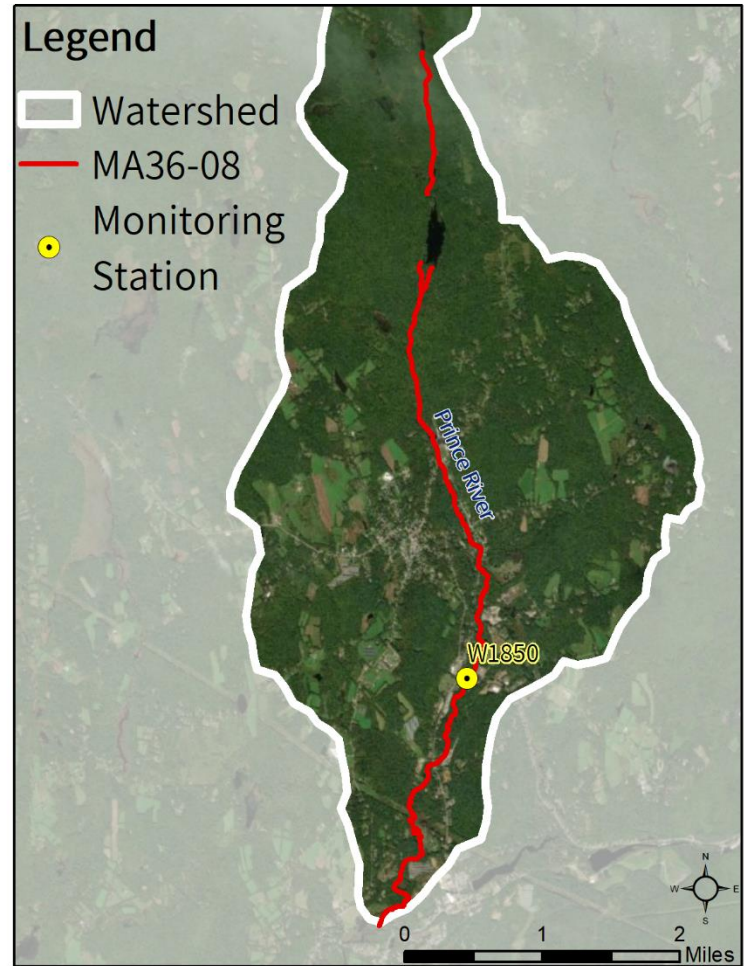 Legend
Watershed
MA36-08
Monitoring
Station
Prince River
W1850
N
W E
S
0 1 2
Miles